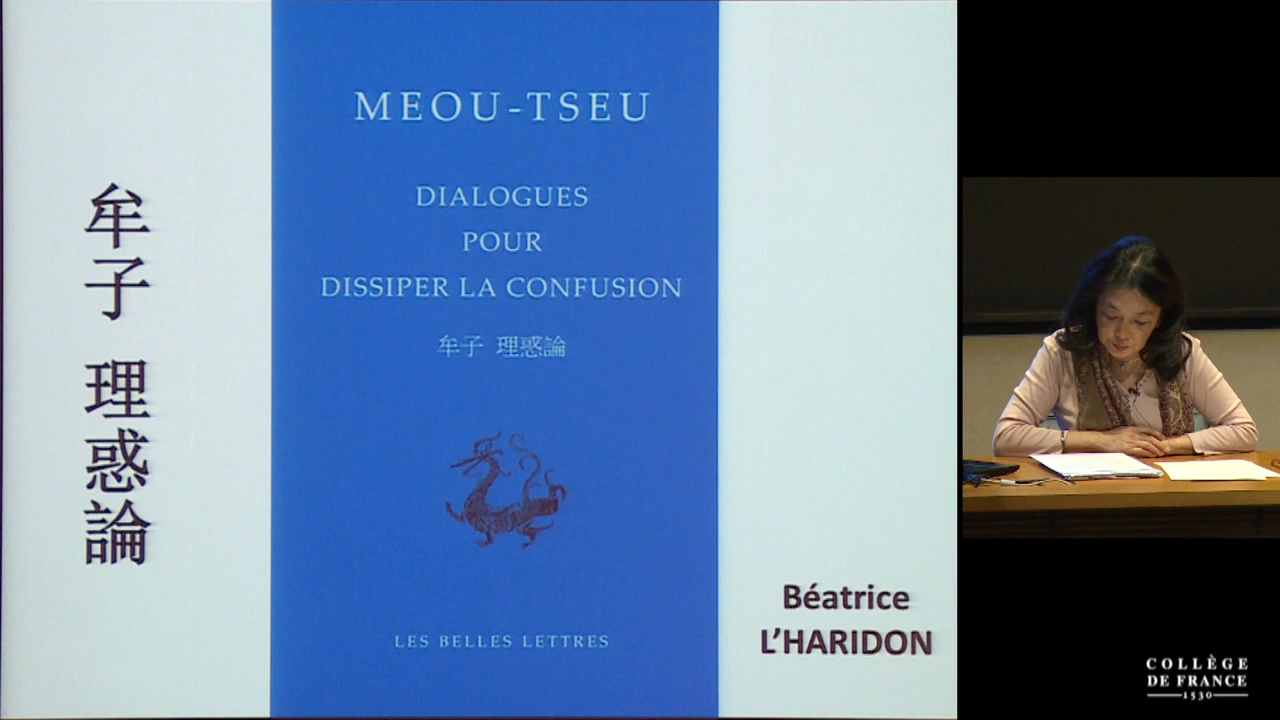 牟子 理惑論
MEOU-TSEU
DIALOGUES
POUR
DISSIPER LA CONFUSION
牟子 理惑論
LES BELLES LETTRES
Béatrice
L'HARIDON
COLLÈGE
DE FRANCE
1530